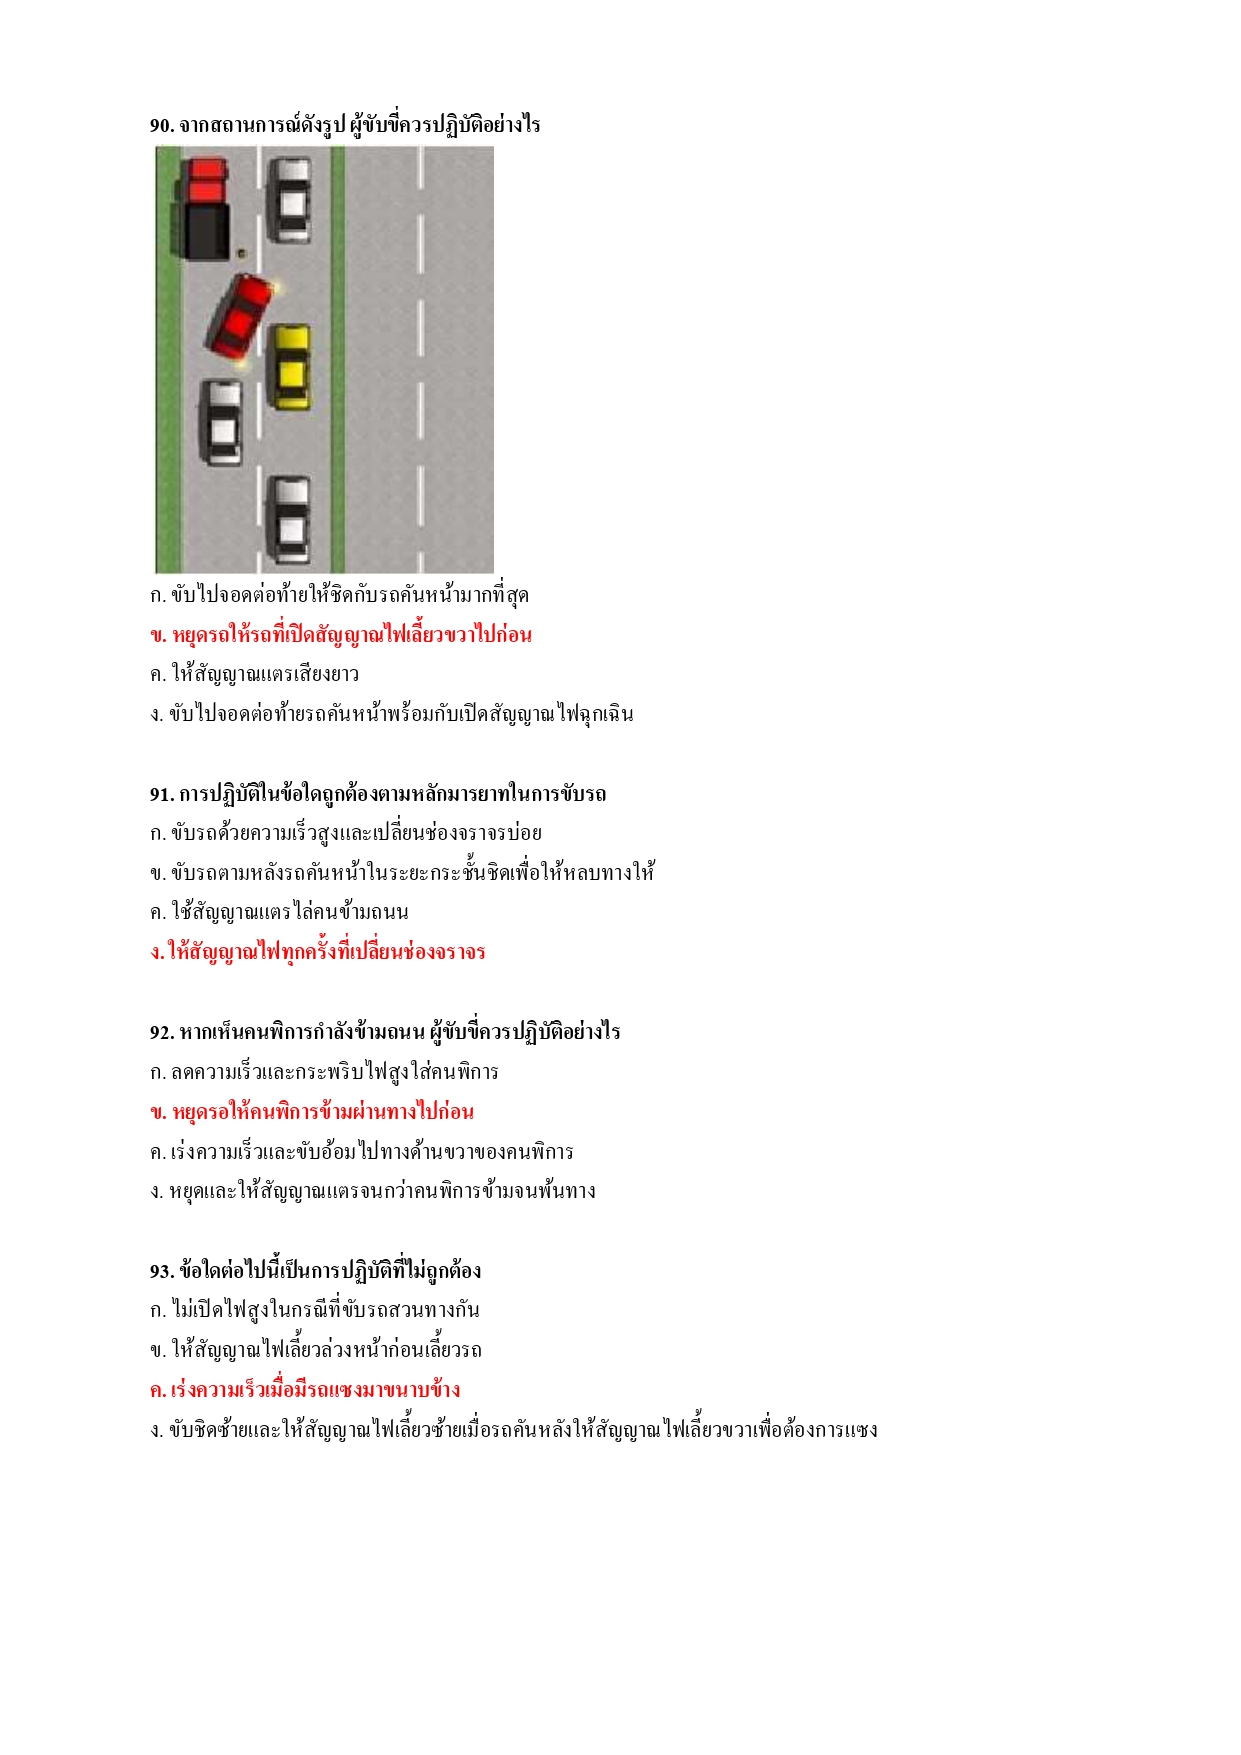 90. จากสถานการณ์ดังรูป ผู้ขับขี่ควรปฏิบัติอย่างไร
ก. ขับไปจอดต่อท้ายให้ชิดกับรถคันหน้ามากที่สุด
ข. หยุดรถให้รถที่เปิดสัญญาณไฟเลี้ยวขวาไปก่อน
ค. ให้สัญญาณแตรเสียงยาว
ง. ขับไปจอดต่อท้ายรถคันหน้าพร้อมกับเปิดสัญญาณไฟฉุกเฉิน
91. การปฏิบัติในข้อใดถูกต้องตามหลักมารยาทในการขับรถ
ก. ขับรถด้วยความเร็วสูงและเปลี่ยนช่องจราจรบ่อย
ข. ขับรถตามหลังรถคันหน้าในระยะกระชั้นชิดเพื่อให้หลบทางให้
ค. ใช้สัญญาณแตรไล่คนข้ามถนน
ง. ให้สัญญาณไฟทุกครั้งที่เปลี่ยนช่องจราจร
92. หากเห็นคนพิการกำลังข้ามถนน ผู้ขับขี่ควรปฏิบัติอย่างไร
ก. ลดความเร็วและกระพริบไฟสูงใส่คนพิการ
ข. หยุดรอให้คนพิการข้ามผ่านทางไปก่อน
ค. เร่งความเร็วและขับอ้อมไปทางด้านขวาของคนพิการ
ง. หยุดและให้สัญญาณแตรจนกว่าคนพิการข้ามจนพ้นทาง
93. ข้อใดต่อไปนี้เป็นการปฏิบัติที่ไม่ถูกต้อง
ก. ไม่เปิดไฟสูงในกรณีที่ขับรถสวนทางกัน
ข. ให้สัญญาณไฟเลี้ยวล่วงหน้าก่อนเลี้ยวรถ
ค. เร่งความเร็วเมื่อมีรถแซงมาขนาบข้าง
ง. ขับชิดซ้ายและให้สัญญาณไฟเลี้ยวซ้ายเมื่อรถคันหลังให้สัญญาณไฟเลี้ยวขวาเพื่อต้องการแซง